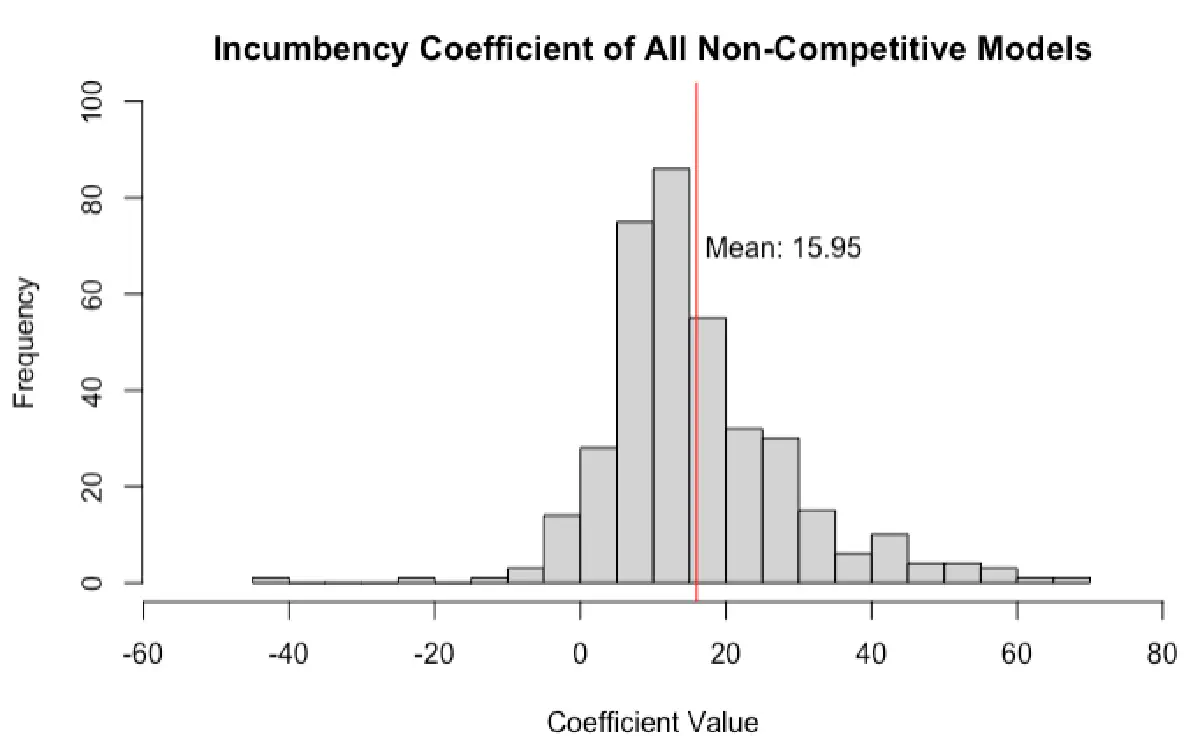 Incumbency Coefficient of All Non-Competitive Models
100
80
60
40
20
0
Frequency
Mean: 15.95
-60 -40 -20 0 20 40 60 80
Coefficient Value